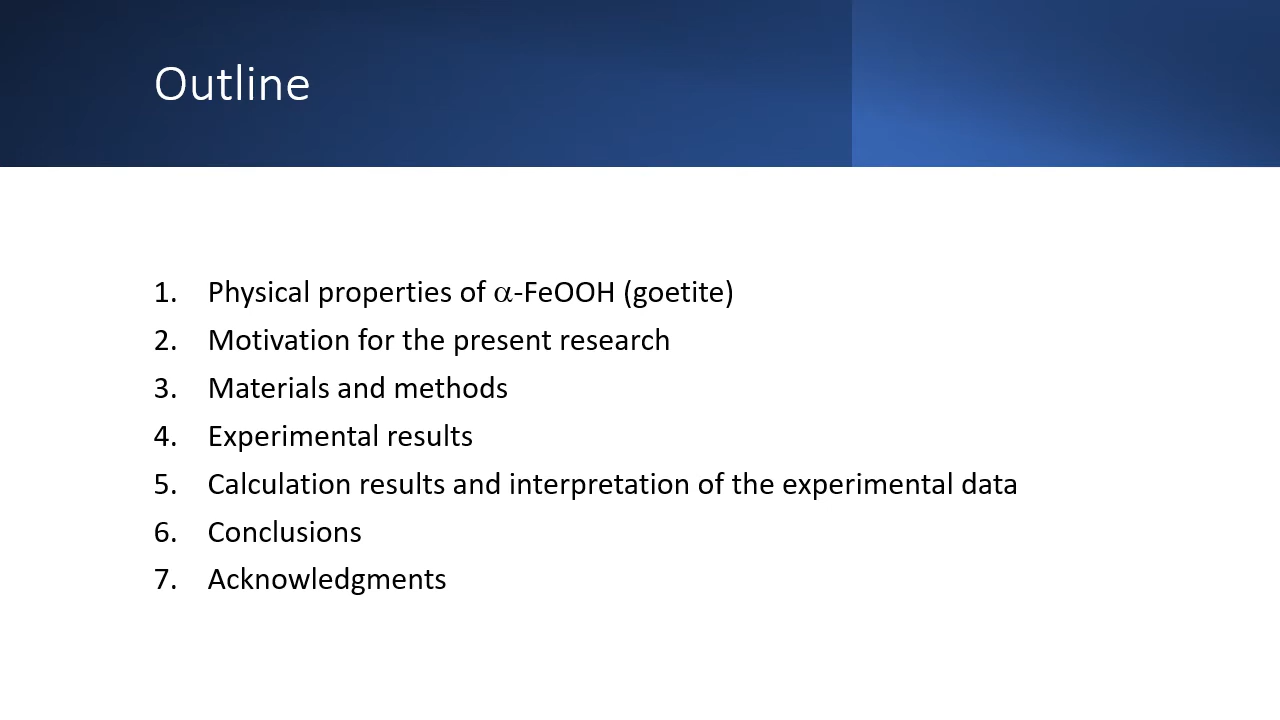 Outline
1. Physical properties of α-FeOOH (goetite)
2. Motivation for the present research
3. Materials and methods
4. Experimental results
5. Calculation results and interpretation of the experimental data
6. Conclusions
7. Acknowledgments